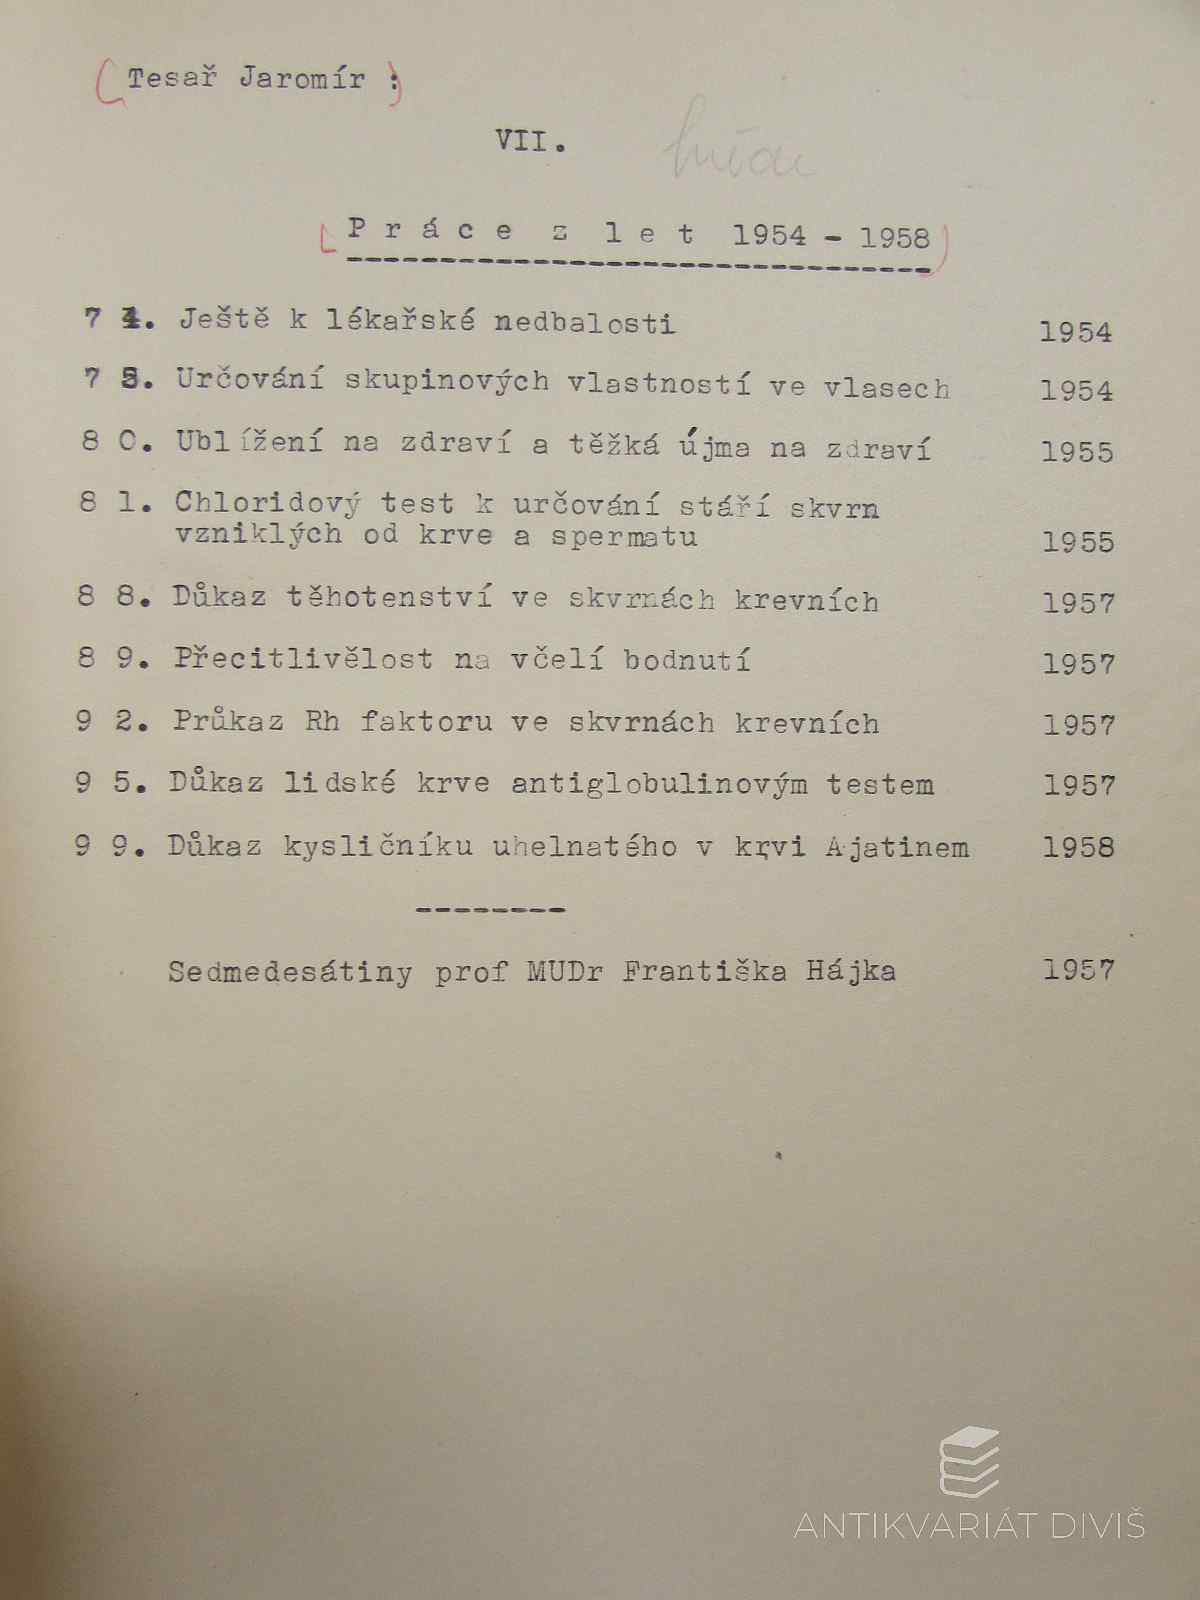 Tesař Jaromír :
VII.
P r á c e z l e t 1954 - 1958
7 4. Ještě k lékařské nedbalosti 1954
7 8. Určování skupinových vlastností ve vlasech 1954
8 0. Ublížení na zdraví a těžká újma na zdraví 1955
8 1. Chloridový test k určování stáří skvrn
vzniklých od krve a spermatu 1955
8 8. Důkaz těhotenství ve skvrnách krevních 1957
8 9. Přecitlivělost na včelí bodnutí 1957
9 2. Průkaz Rh faktoru ve skvrnách krevních 1957
9 5. Důkaz lidské krve antiglobulinovým testem 1957
9 9. Důkaz kysličníku uhelnatého v krvi Ajatinem 1958
Sedmedesátiny prof MUDr Františka Hájka 1957
ANTIKVARIÁT DIVIŠ